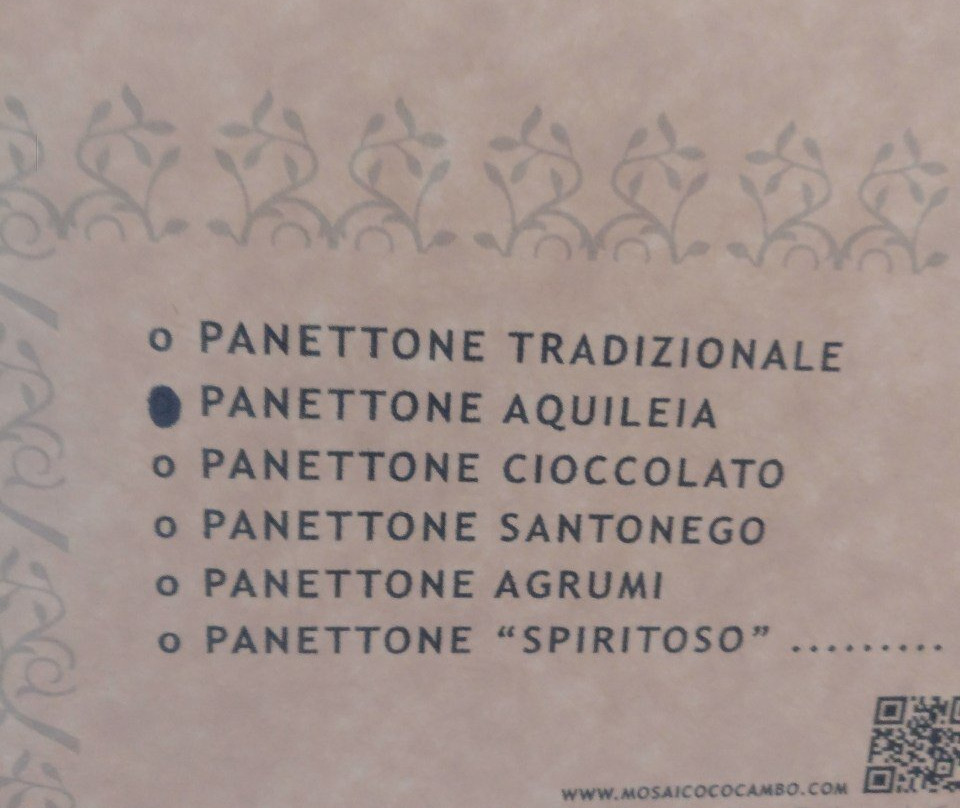 o PANETTONE TRADIZIONALE
● PANETTONE AQUILEIA
o PANETTONE CIOCCOLATO
o PANETTONE SANTONEGO
o PANETTONE AGRUMI
o PANETTONE “SPIRITOSO” .........
WWW.MOSAICOCOCAMBO.COM